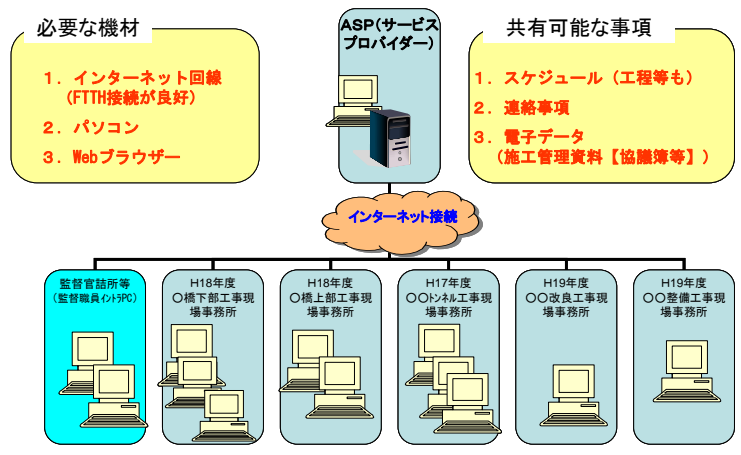 必要な機材
1．インターネット回線
（FTTH接続が良好）
2．パソコン
3．Webブラウザー
ASP（サービス
プロバイダー）
共有可能な事項
1．スケジュール（工程等も）
2．連絡事項
3．電子データ
（施工管理資料【協議簿等】）
インターネット接続
監督官詰所等
（監督職員イントラPC）
H18年度
〇橋下部工事現
場事務所
H18年度
〇橋上部工事現
場事務所
H17年度
〇〇トンネル工事現
場事務所
H19年度
〇〇改良工事現
場事務所
H19年度
〇〇整備工事現
場事務所